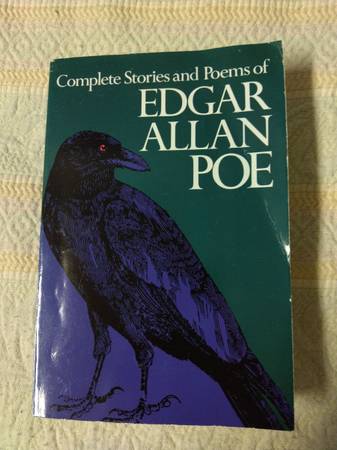 Complete Stories and Poems of
EDGAR
ALLAN
POE